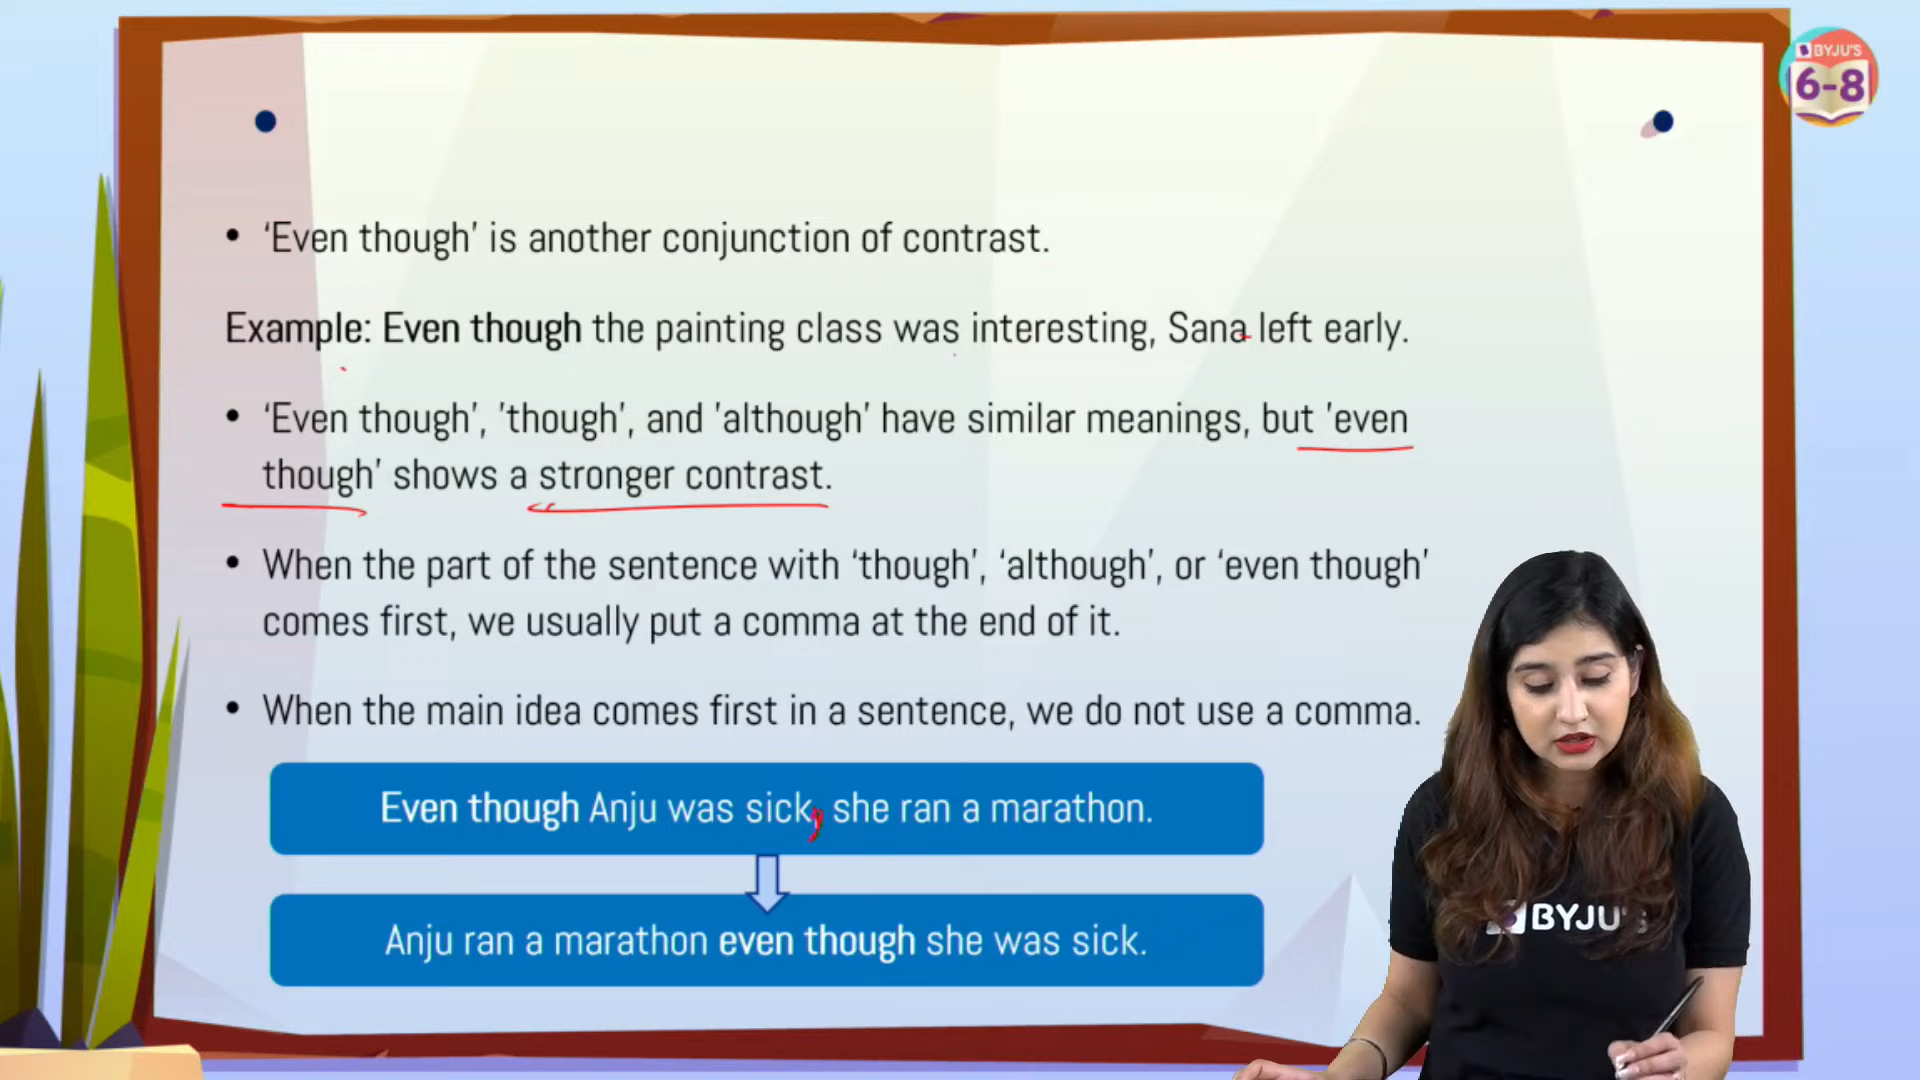 BYJU'S
6-8
• ‘Even though’ is another conjunction of contrast.
Example: Even though the painting class was interesting, Sana left early.
• ‘Even though’, ’though’, and ’although’ have similar meanings, but ’even
though’ shows a stronger contrast.
• When the part of the sentence with ‘though’, ‘although’, or ‘even though’
comes first, we usually put a comma at the end of it.
• When the main idea comes first in a sentence, we do not use a comma.
Even though Anju was sick, she ran a marathon.
Anju ran a marathon even though she was sick.
BYJU'S